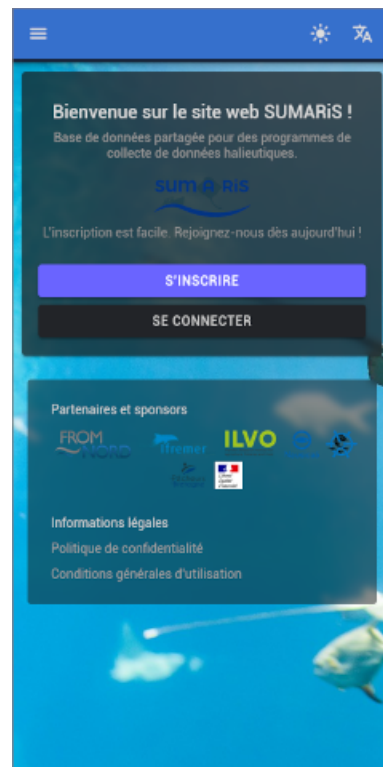 Bienvenue sur le site web SUMARiS !
Base de données partagée pour des programmes de
collecte de données halieutiques.
sum A RiS
L'inscription est facile. Rejoignez-nous dès aujourd'hui !
S'INSCRIRE
SE CONNECTER
Partenaires et sponsors
FROM NORD
ifremer
ILVO
Informations légales
Politique de confidentialité
Conditions générales d'utilisation